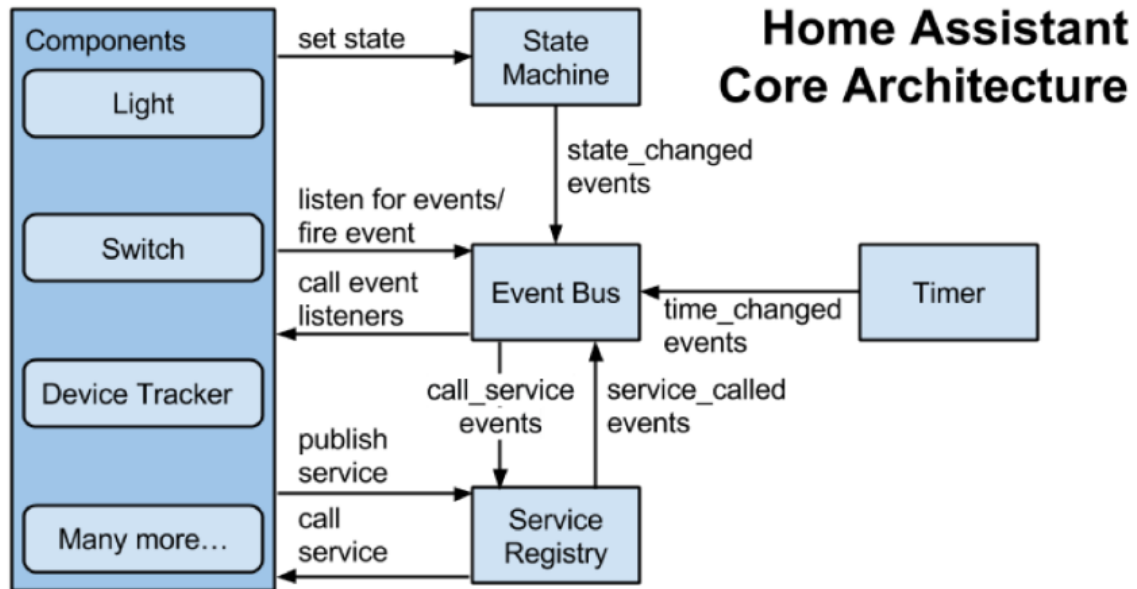 Home Assistant
Core Architecture
Components
Light
Switch
Device Tracker
Many more…
set state
State
Machine
state_changed
events
listen for events/
fire event
call event
listeners
Event Bus
time_changed
events
Timer
call_service
events
service_called
events
publish
service
call
service
Service
Registry